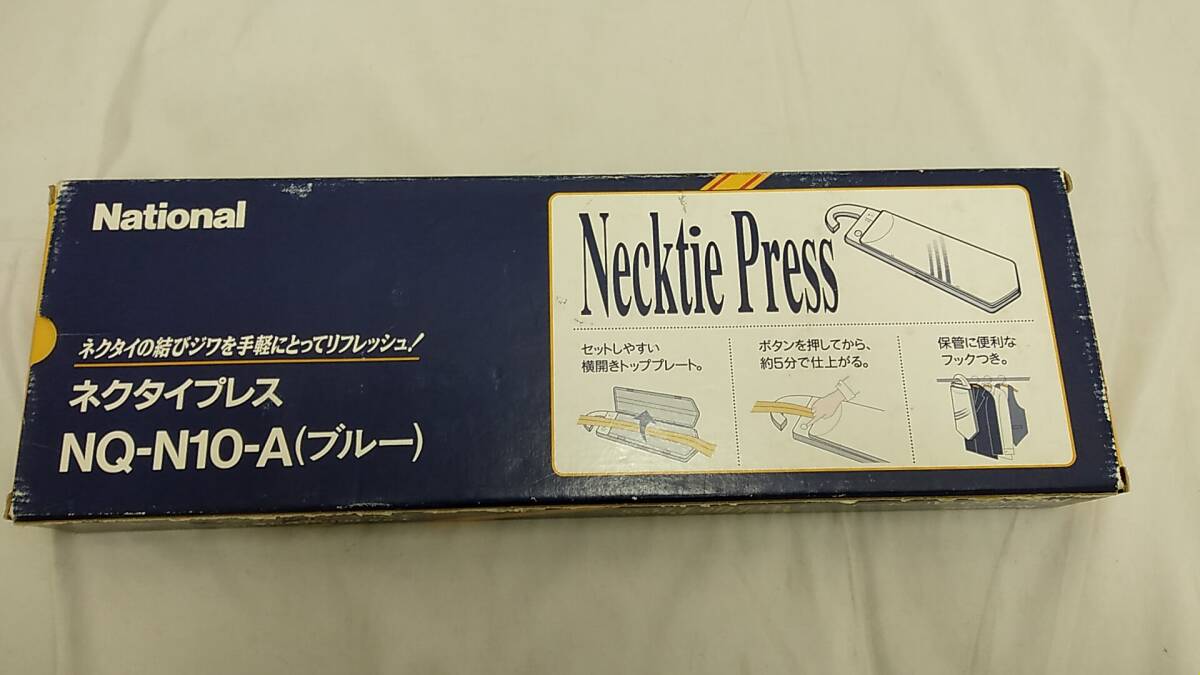 National
ネクタイの結びジワを手軽にとってリフレッシュ!
ネクタイプレス
NQ-N10-A(ブルー)
Necktie Press
セットしやすい
横開きトッププレート。
ボタンを押してから、
約5分で仕上がる。
保管に便利な
フックつき。